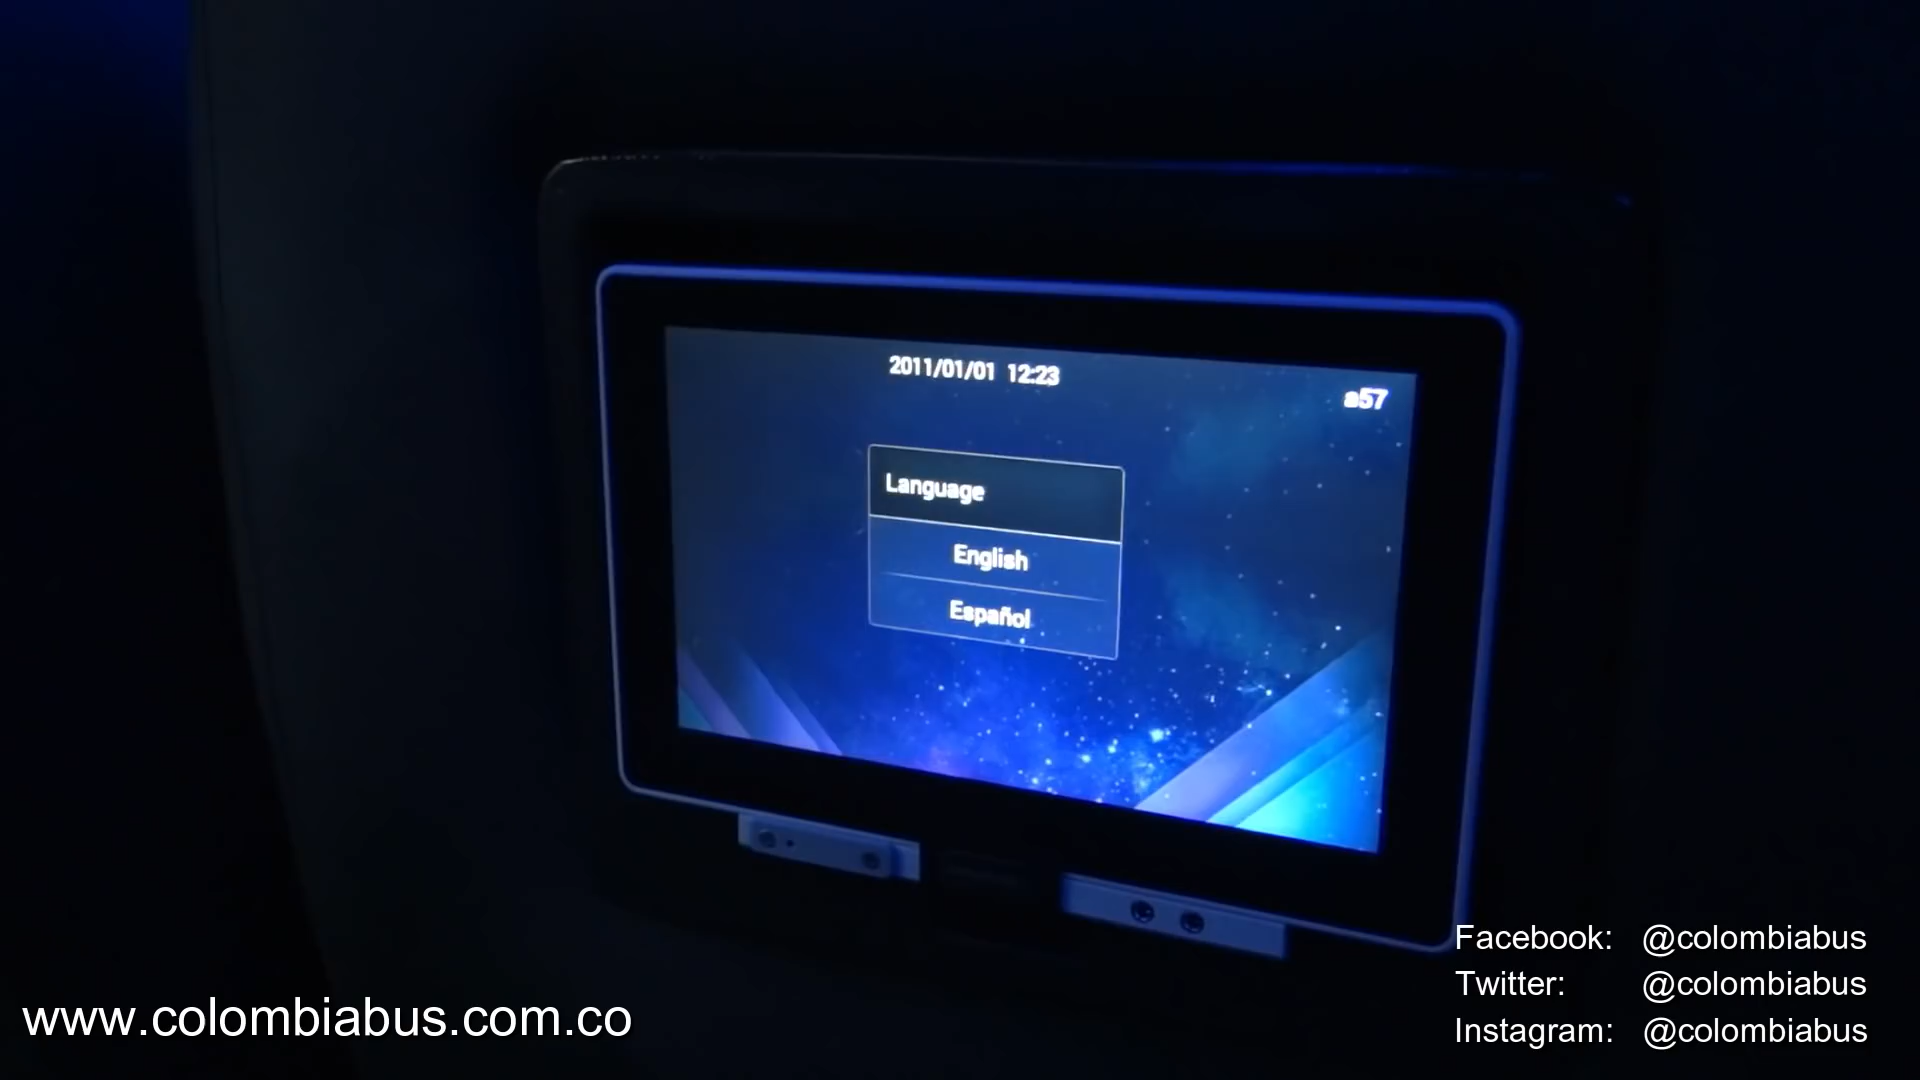 2011/01/01 12:23
a57
Language
English
Español
Facebook: @colombiabus
Twitter: @colombiabus
Instagram: @colombiabus
www.colombiabus.com.co